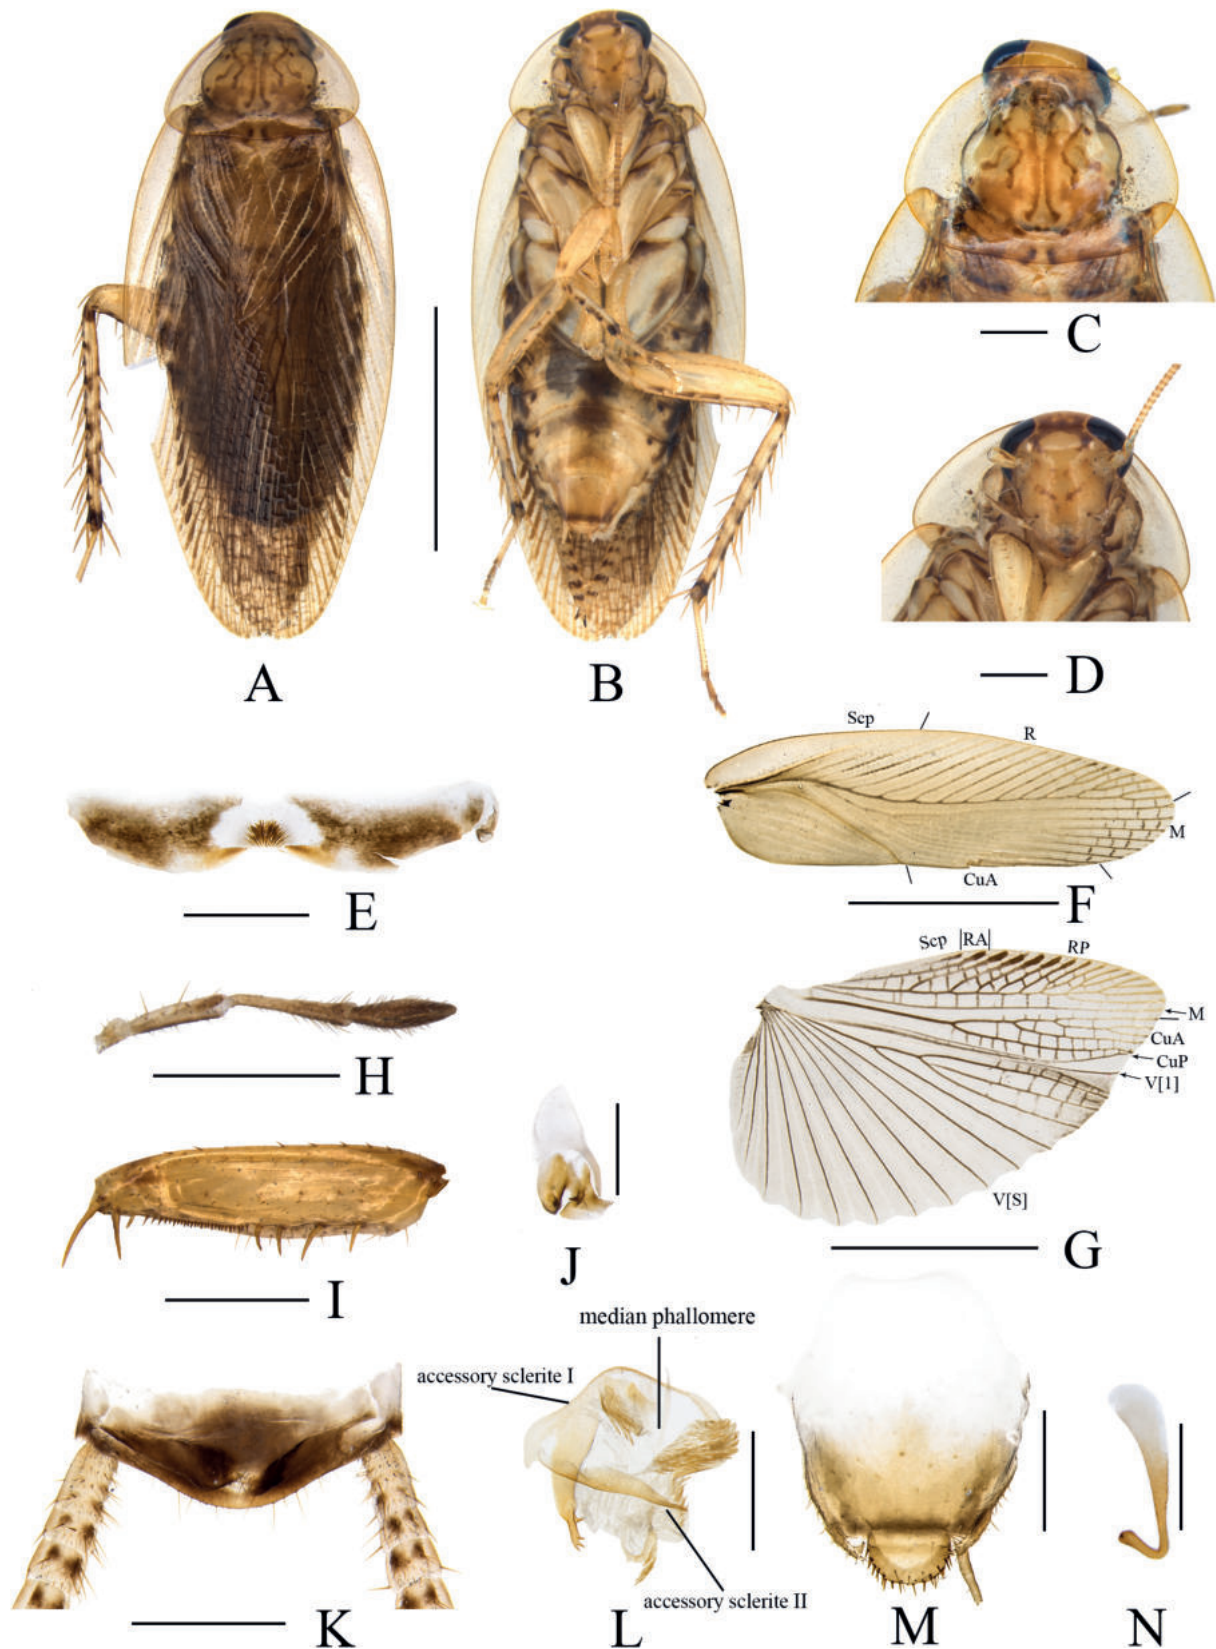 A
B
C
D
Scp
R
M
CuA
F
E
Scp
|RA|
RP
M
CuA
CuP
V[1]
V[S]
G
H
I
J
median phallomere
accessory sclerite I
accessory sclerite II
K
L
M
N